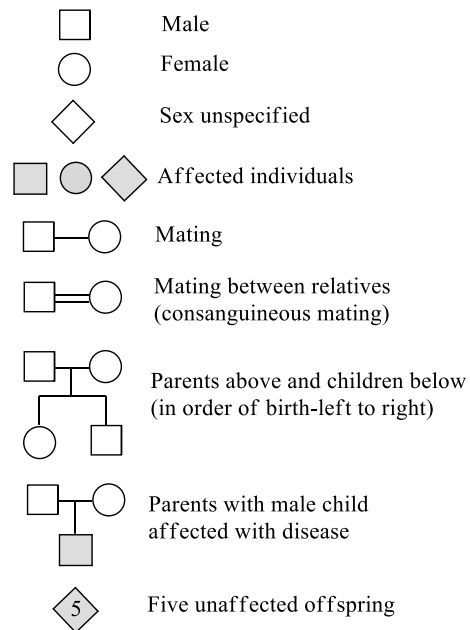 Male
Female
Sex unspecified
Affected individuals
Mating
Mating between relatives
(consanguineous mating)
Parents above and children below
(in order of birth-left to right)
Parents with male child
affected with disease
5 Five unaffected offspring